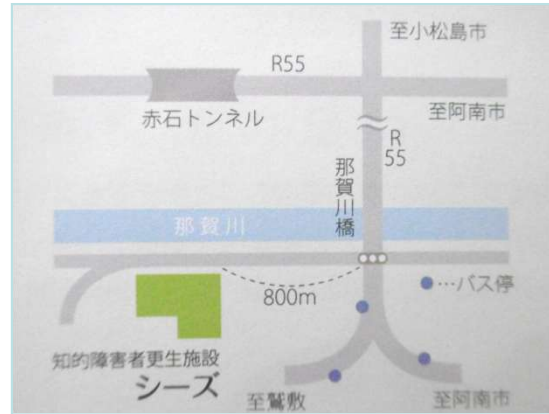 至小松島市
R55
至阿南市
赤石トンネル
R55
那賀川橋
那賀川
800m
●…バス停
知的障害者更生施設
シーズ
至鷲敷
至阿南市